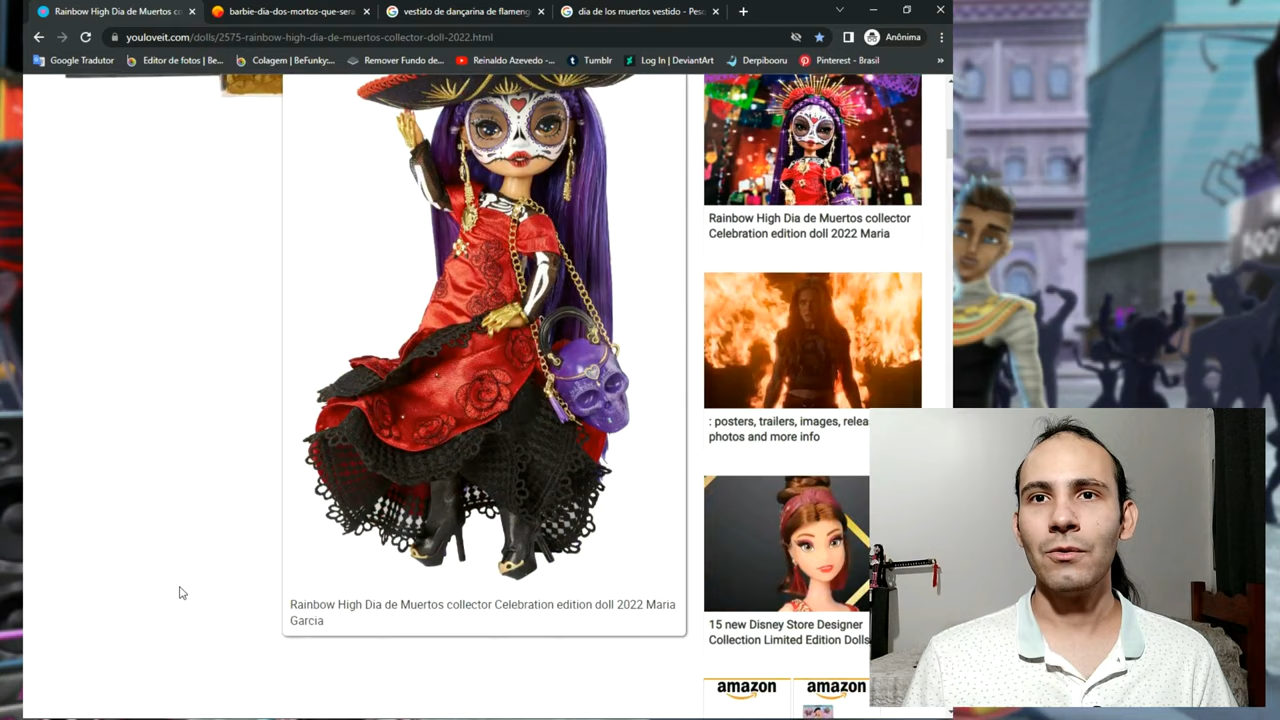 Rainbow High Dia de Muertos co
barbie-dia-dos-mortos-que-sera
vestido de dançarina de flameng
dia de los muertos vestido - Pesq
youloveit.com/dolls/2575-rainbow-high-dia-de-muertos-collector-doll-2022.html
Anônima
Google Tradutor
Editor de fotos | Be...
Colagem | BeFunky:...
Remover Fundo de...
Reinaldo Azevedo -...
Tumblr
Log In | DeviantArt
Derpibooru
Pinterest - Brasil
»
Rainbow High Dia de Muertos collector
Celebration edition doll 2022 Maria
: posters, trailers, images, relea
photos and more info
15 new Disney Store Designer
Collection Limited Edition Dolls
Rainbow High Dia de Muertos collector Celebration edition doll 2022 Maria
Garcia
amazon
amazon